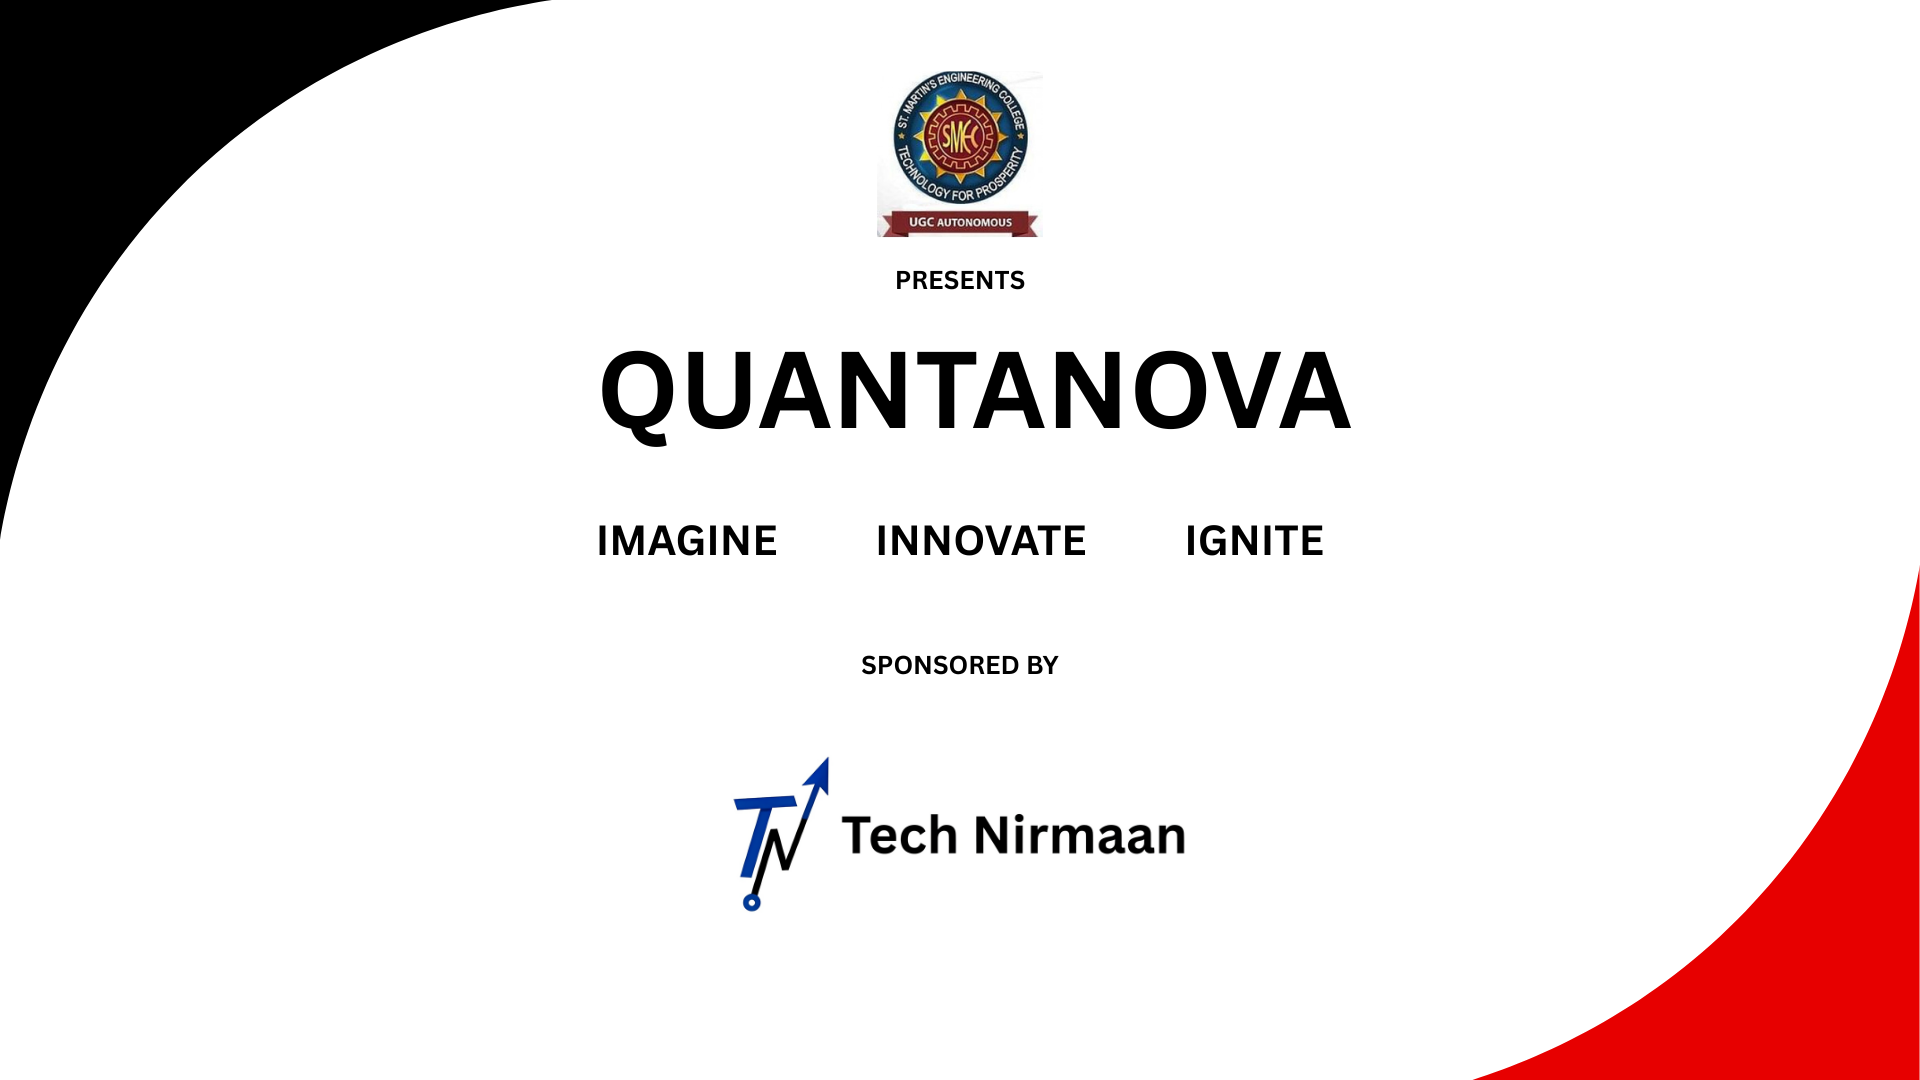 ST. MARTIN'S ENGINEERING COLLEGE
SMEC
TECHNOLOGY FOR PROSPERITY
UGC AUTONOMOUS
PRESENTS
QUANTANOVA
IMAGINE INNOVATE IGNITE
SPONSORED BY
TN Tech Nirmaan